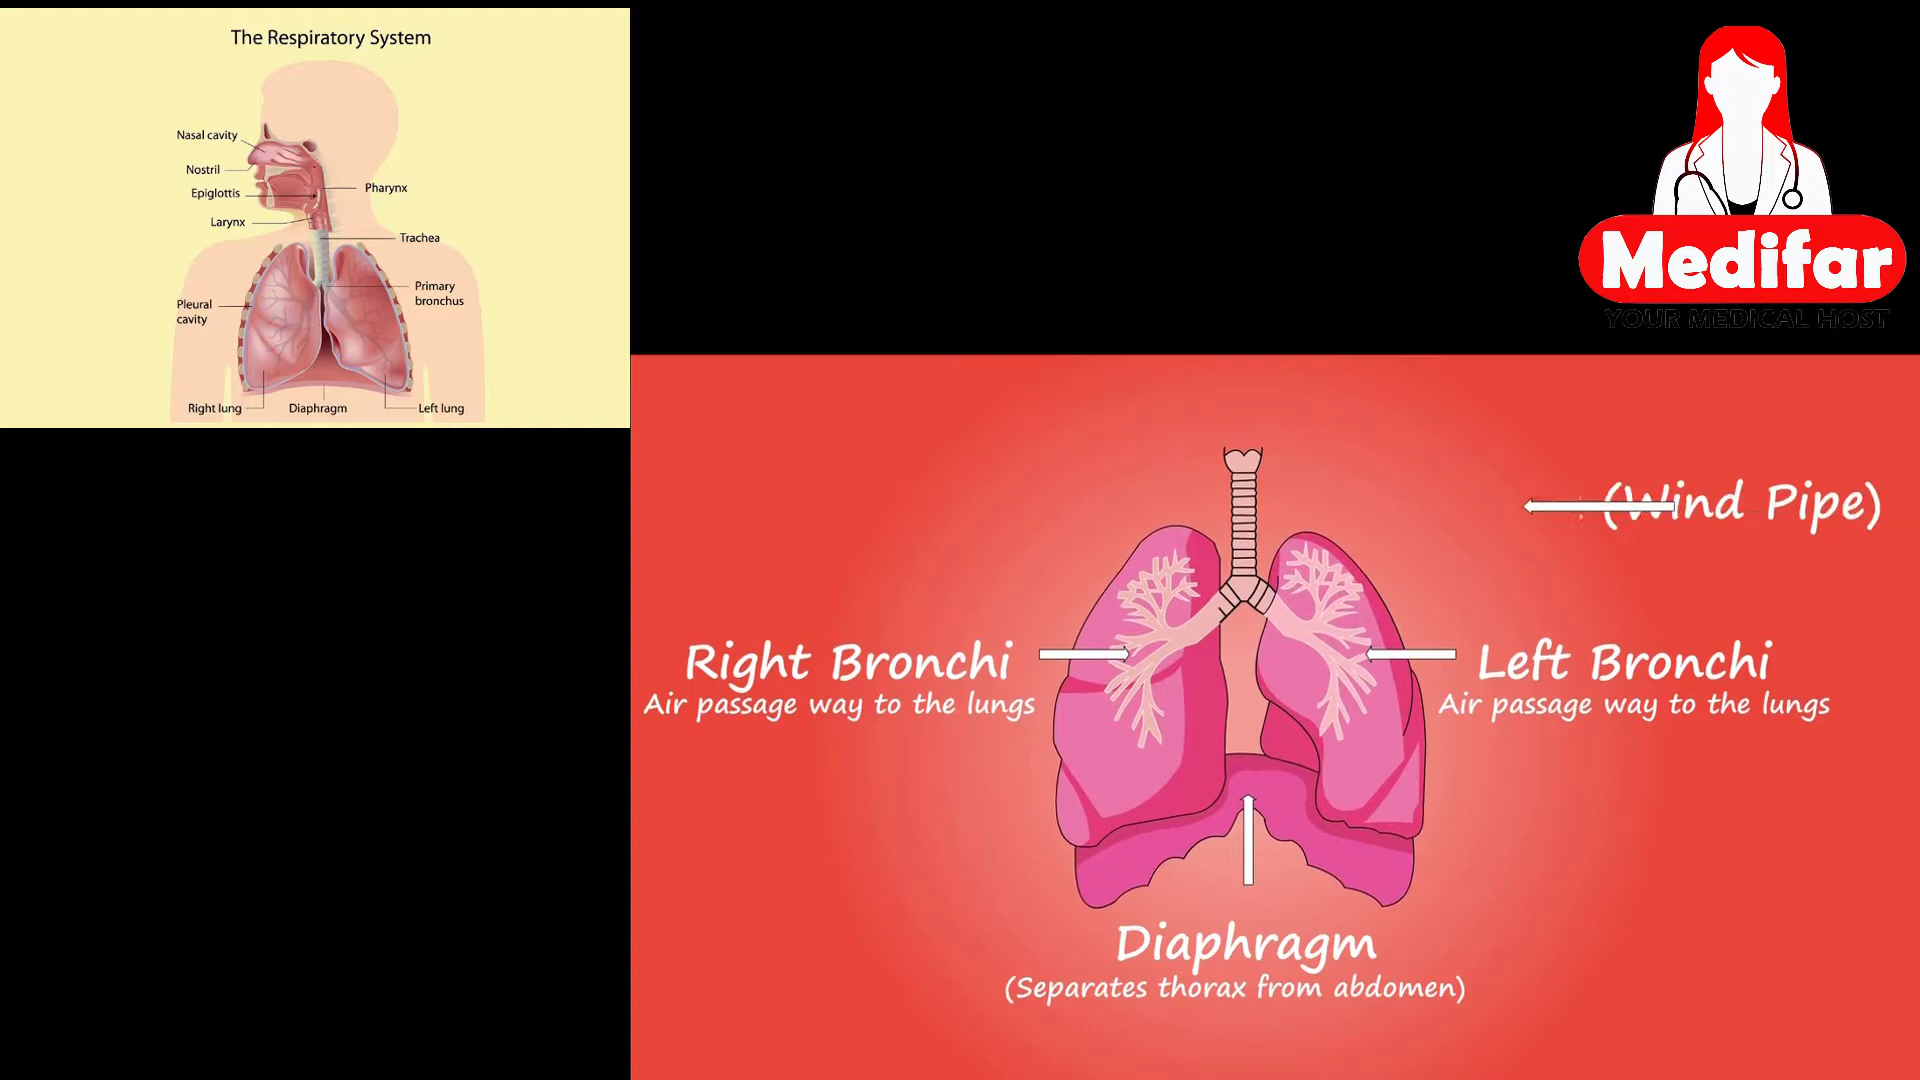 The Respiratory System
Nasal cavity
Nostril
Epiglottis
Pharynx
Larynx
Trachea
Primary
bronchus
Pleural
cavity
Right lung
Diaphragm
Left lung
Medifar
YOUR MEDICAL HOST
(Wind Pipe)
Right Bronchi
Air passage way to the lungs
Left Bronchi
Air passage way to the lungs
Diaphragm
(Separates thorax from abdomen)